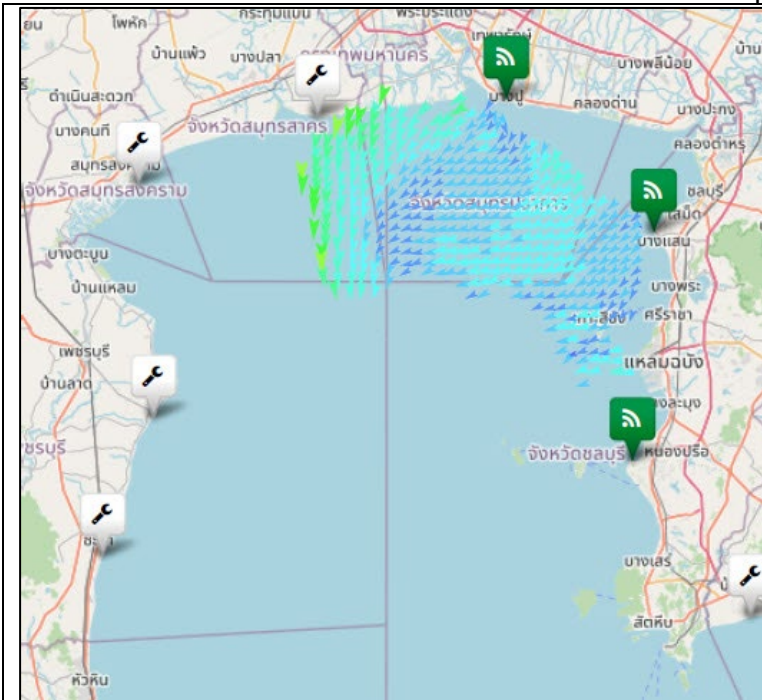 โพหัก
กระทุ่มแบน
พระประแดง
เทพารักษ์
บ้านแพ้ว
บางปลา
กรุงเทพมหานคร
บางพลีน้อย
บ้าน
ดำเนินสะดวก
บางปู
คลองด่าน
บางปะกง
บางคนที
จังหวัดสมุทรสาคร
คลองตำหรุ
จังหวัดสมุทรสงคราม
ชลบุรี
เสม็ด
บางแสน
บางตะบูน
บ้านแหลม
บางพระ
ศรีราชา
เพชรบุรี
แหลมฉบัง
บ้านลาด
จังหวัดชลบุรี
หนองปรือ
บางเสร่
สัตหีบ
หัวหิน